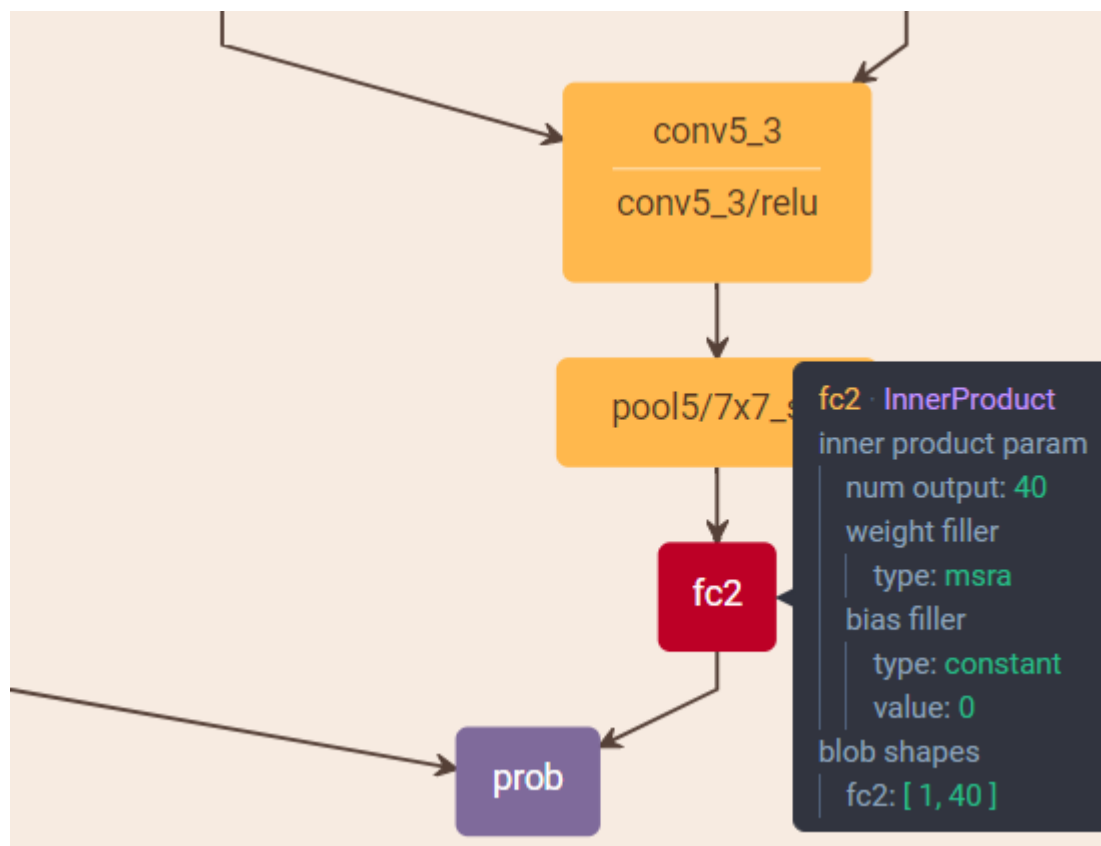 conv5_3
conv5_3/relu
pool5/7x7_s
fc2
prob
fc2 · InnerProduct
inner product param
num output: 40
weight filler
type: msra
bias filler
type: constant
value: 0
blob shapes
fc2: [ 1, 40 ]